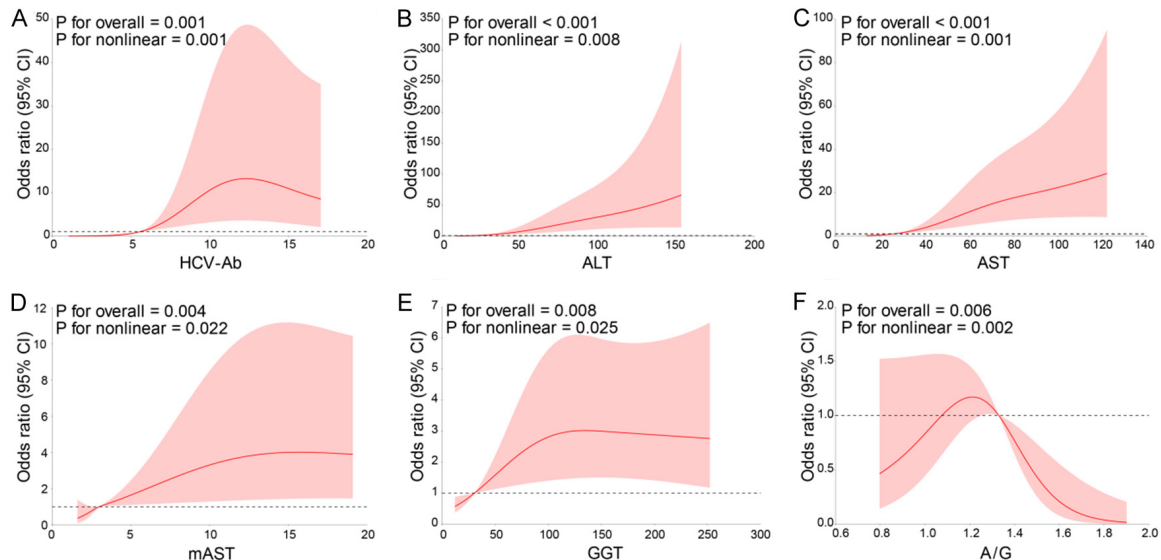 A
P for overall = 0.001
P for nonlinear = 0.001
Odds ratio (95% CI)
50
40
30
20
10
0
0 5 10 15 20
HCV-Ab
B
P for overall < 0.001
P for nonlinear = 0.008
Odds ratio (95% CI)
350
300
250
200
150
100
50
0
0 50 100 150 200
ALT
C
P for overall < 0.001
P for nonlinear = 0.001
Odds ratio (95% CI)
100
80
60
40
20
0
0 20 40 60 80 100 120 140
AST
D
P for overall = 0.004
P for nonlinear = 0.022
Odds ratio (95% CI)
12
10
8
6
4
2
1
0
0 5 10 15 20
mAST
E
P for overall = 0.008
P for nonlinear = 0.025
Odds ratio (95% CI)
7
6
5
4
3
2
1
0
0 50 100 150 200 250 300
GGT
F
P for overall = 0.006
P for nonlinear = 0.002
Odds ratio (95% CI)
2.0
1.5
1.0
0.5
0.0
0.6 0.8 1.0 1.2 1.4 1.6 1.8 2.0
A/G